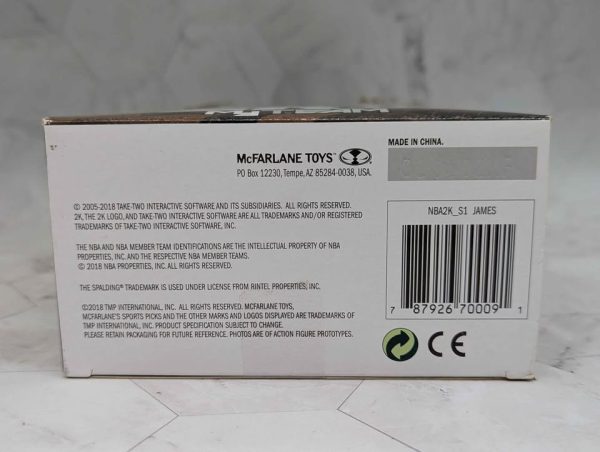 McFARLANE TOYS™
PO Box 12230, Tempe, AZ 85284-0038, USA.
MADE IN CHINA.
© 2005-2018 TAKE-TWO INTERACTIVE SOFTWARE AND ITS SUBSIDIARIES. ALL RIGHTS RESERVED.
2K, THE 2K LOGO, AND TAKE-TWO INTERACTIVE SOFTWARE ARE ALL TRADEMARKS AND/OR REGISTERED
TRADEMARKS OF TAKE-TWO INTERACTIVE SOFTWARE, INC.
THE NBA AND NBA MEMBER TEAM IDENTIFICATIONS ARE THE INTELLECTUAL PROPERTY OF NBA
PROPERTIES, INC. AND THE RESPECTIVE NBA MEMBER TEAMS.
© 2018 NBA PROPERTIES, INC. ALL RIGHTS RESERVED.
THE SPALDING® TRADEMARK IS USED UNDER LICENSE FROM RINTEL PROPERTIES, INC.
©2018 TMP INTERNATIONAL, INC. ALL RIGHTS RESERVED. MCFARLANE TOYS,
MCFARLANE'S SPORTS PICKS AND THE OTHER MARKS AND LOGOS DISPLAYED ARE TRADEMARKS OF
TMP INTERNATIONAL, INC. PRODUCT SPECIFICATION SUBJECT TO CHANGE.
PLEASE RETAIN PACKAGING FOR FUTURE REFERENCE. PHOTOS ARE OF ACTION FIGURE PROTOTYPES.
NBA2K_S1 JAMES
7 87926 70009 1
CE